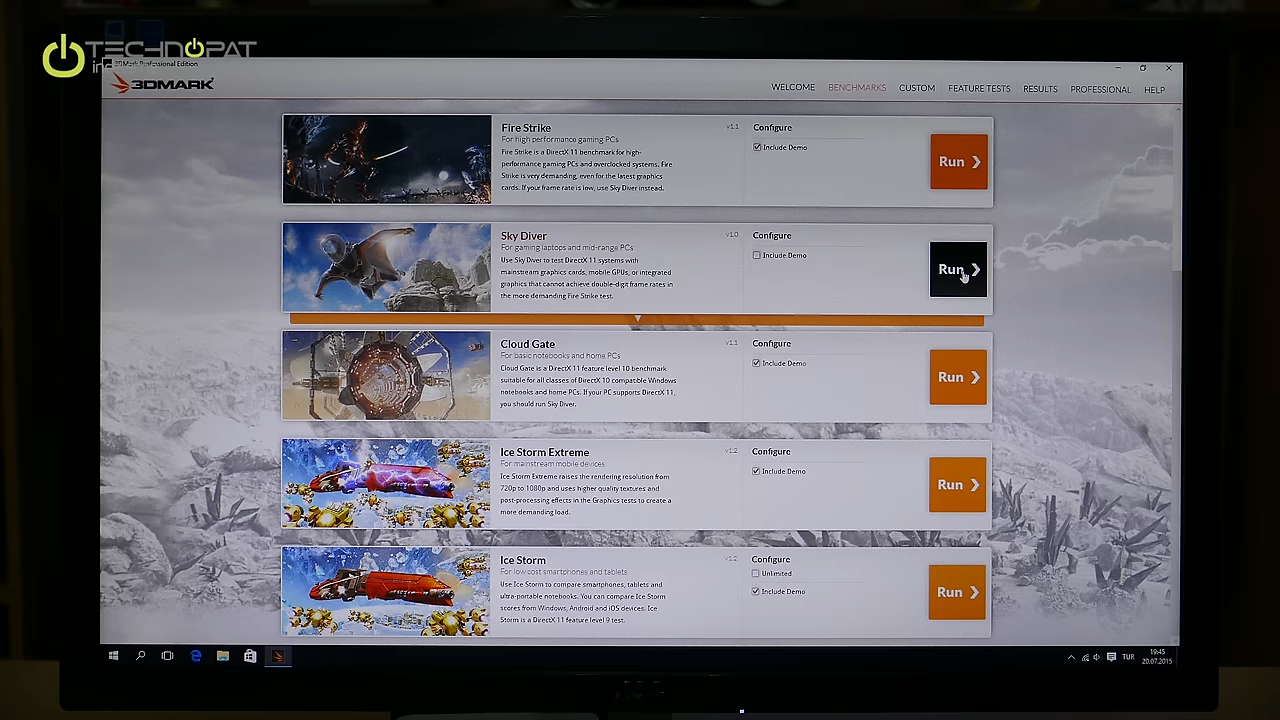 TECHNOPAT
3DMark Professional Edition
3DMARK
WELCOME BENCHMARKS CUSTOM FEATURE TESTS RESULTS PROFESSIONAL HELP
Fire Strike
v1.1
For high performance gaming PCs
Fire Strike is a DirectX 11 benchmark for high-
performance gaming PCs and overclocked systems. Fire
Strike is very demanding, even for the latest graphics
cards. If your frame rate is low, use Sky Diver instead.
Configure
Include Demo
Run
Sky Diver
v1.0
For gaming laptops and mid-range PCs
Use Sky Diver to test DirectX 11 systems with
mainstream graphics cards, mobile GPUs, or integrated
graphics that cannot achieve double-digit frame rates in
the more demanding Fire Strike test.
Configure
Include Demo
Run
Cloud Gate
v1.1
For basic notebooks and home PCs
Cloud Gate is a DirectX 11 feature level 10 benchmark
suitable for all classes of DirectX 10 compatible Windows
notebooks and home PCs. If your PC supports DirectX 11,
you should run Sky Diver.
Configure
Include Demo
Run
Ice Storm Extreme
v1.2
For mainstream mobile devices
Ice Storm Extreme raises the rendering resolution from
720p to 1080p and uses higher quality textures and
post-processing effects in the Graphics tests to create a
more demanding load.
Configure
Include Demo
Run
Ice Storm
v1.2
For low cost smartphones and tablets
Use Ice Storm to compare smartphones, tablets and
ultra-portable notebooks. You can compare Ice Storm
scores from Windows, Android and iOS devices. Ice
Storm is a DirectX 11 feature level 9 test.
Configure
Unlimited
Include Demo
Run
TUR
19:45
20.07.2015